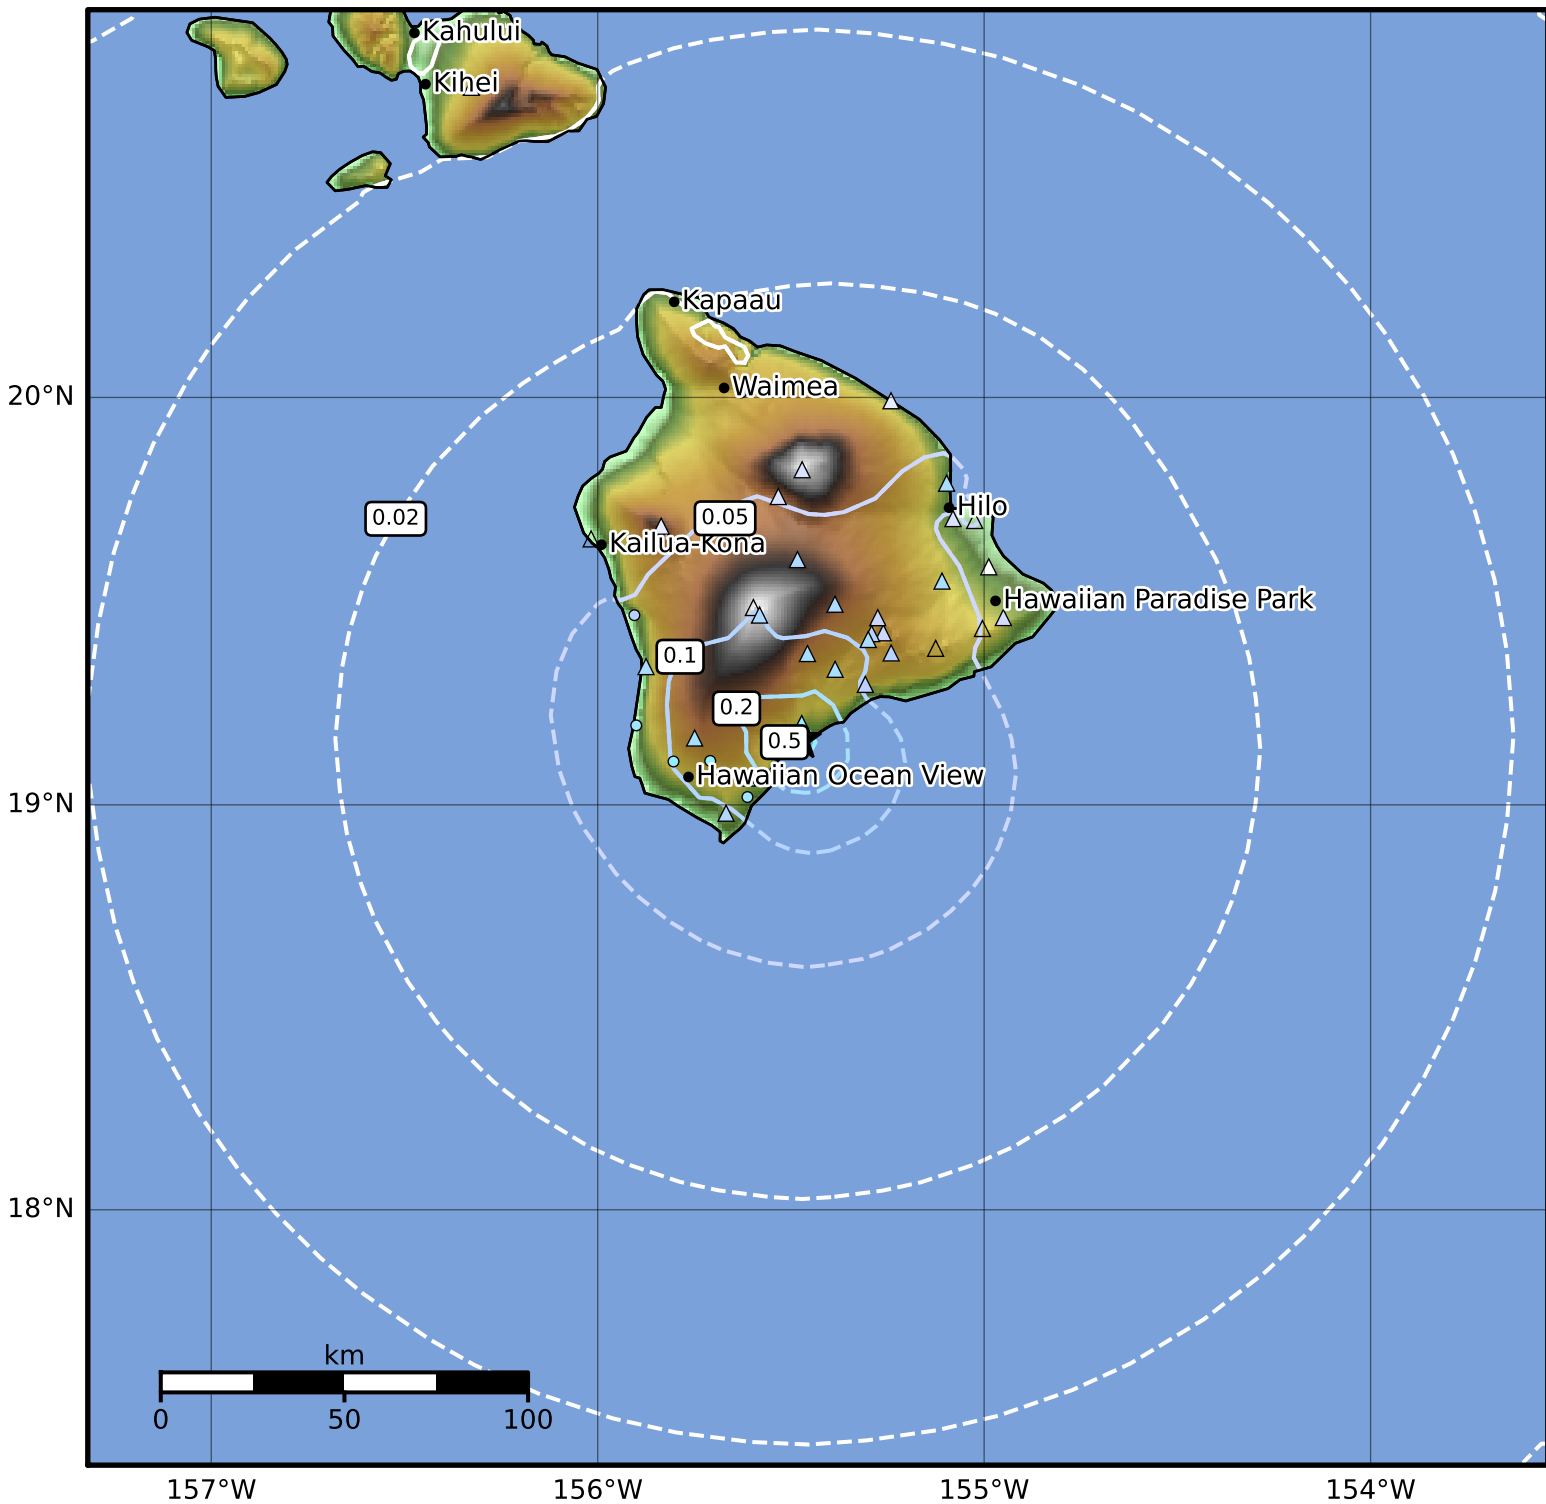 Kahului
Kihei
Kapaau
Waimea
20°N
Hilo
0.02
0.05
Kailua-Kona
Hawaiian Paradise Park
0.1
0.2
0.5
Hawaiian Ocean View
19°N
18°N
km
0 50 100
157°W 156°W 155°W 154°W